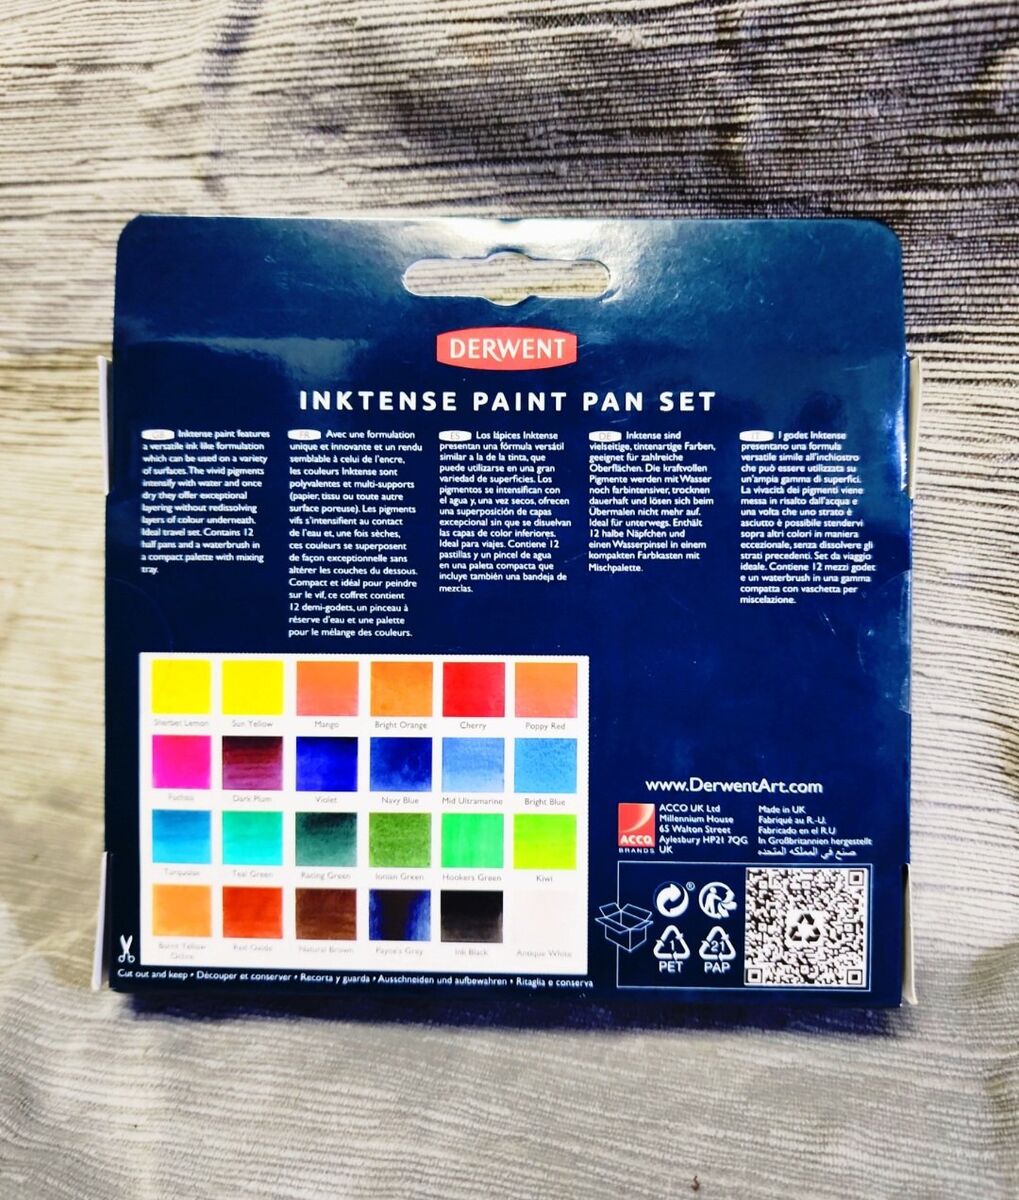 DERWENT
INKTENSE PAINT PAN SET
GB Inktense paint features
a versatile ink like formulation
which can be used on a variety
of surfaces. The vivid pigments
intensify with water and once
dry they offer exceptional
layering without redissolving
layers of colour underneath.
Ideal travel set. Contains 12
half pans and a waterbrush in
a compact palette with mixing
tray.
FR Avec une formulation
unique et innovante et un rendu
semblable à celui de l'encre,
les couleurs Inktense sont
polyvalentes et multi-supports
(papier, tissu ou toute autre
surface poreuse). Les pigments
vifs s'intensifient au contact
de l'eau et, une fois sèches,
ces couleurs se superposent
de façon exceptionnelle sans
altérer les couches du dessous.
Compact et idéal pour peindre
sur le vif, ce coffret contient
12 demi-godets, un pinceau à
réserve d'eau et une palette
pour le mélange des couleurs.
ES Los lápices Inktense
presentan una fórmula versátil
similar a la de la tinta, que
puede utilizarse en una gran
variedad de superficies. Los
pigmentos se intensifican con
el agua y, una vez secos, ofrecen
una superposición de capas
excepcional sin que se disuelvan
las capas de color inferiores.
Ideal para viajes. Contiene 12
pastillas y un pincel de agua
en una paleta compacta que
incluye también una bandeja de
mezclas.
DE Inktense sind
vielseitige, tintenartige Farben,
geeignet für zahlreiche
Oberflächen. Die kraftvollen
Pigmente werden mit Wasser
noch farbintensiver, trocknen
dauerhaft und lösen sich beim
Übermalen nicht mehr auf.
Ideal für unterwegs. Enthält
12 halbe Näpfchen und
einen Wasserpinsel in einem
kompakten Farbkasten mit
Mischpalette.
IT I godet Inktense
presentano una formula
versatile simile all'inchiostro
che può essere utilizzata su
un'ampia gamma di superfici.
La vivacità dei pigmenti viene
messa in risalto dall'acqua e
una volta che uno strato è
asciutto è possibile stendervi
sopra altri colori in maniera
eccezionale, senza dissolvere gli
strati precedenti. Set da viaggio
ideale. Contiene 12 mezzi godet
e un waterbrush in una gamma
compatta con vaschetta per
miscelazione.
Sherbet Lemon Sun Yellow Mango Bright Orange Cherry Poppy Red
Fuchsia Dark Plum Violet Navy Blue Mid Ultramarine Bright Blue
Turquoise Teal Green Racing Green Ionian Green Hookers Green Kiwi
Burnt Yellow Ochre Red Oxide Natural Brown Payne's Grey Ink Black Antique White
Cut out and keep • Découper et conserver • Recorta y guarda • Ausschneiden und aufbewahren • Ritaglia e conserva
www.DerwentArt.com
ACCO
BRANDS
ACCO UK Ltd
Millennium House
65 Walton Street
Aylesbury HP21 7QG
UK
Made in UK
Fabriqué au R.-U.
Fabricado en el R.U
In Großbritannien hergestellt
صنع في المملكة المتحدة
®
1
PET
21
PAP